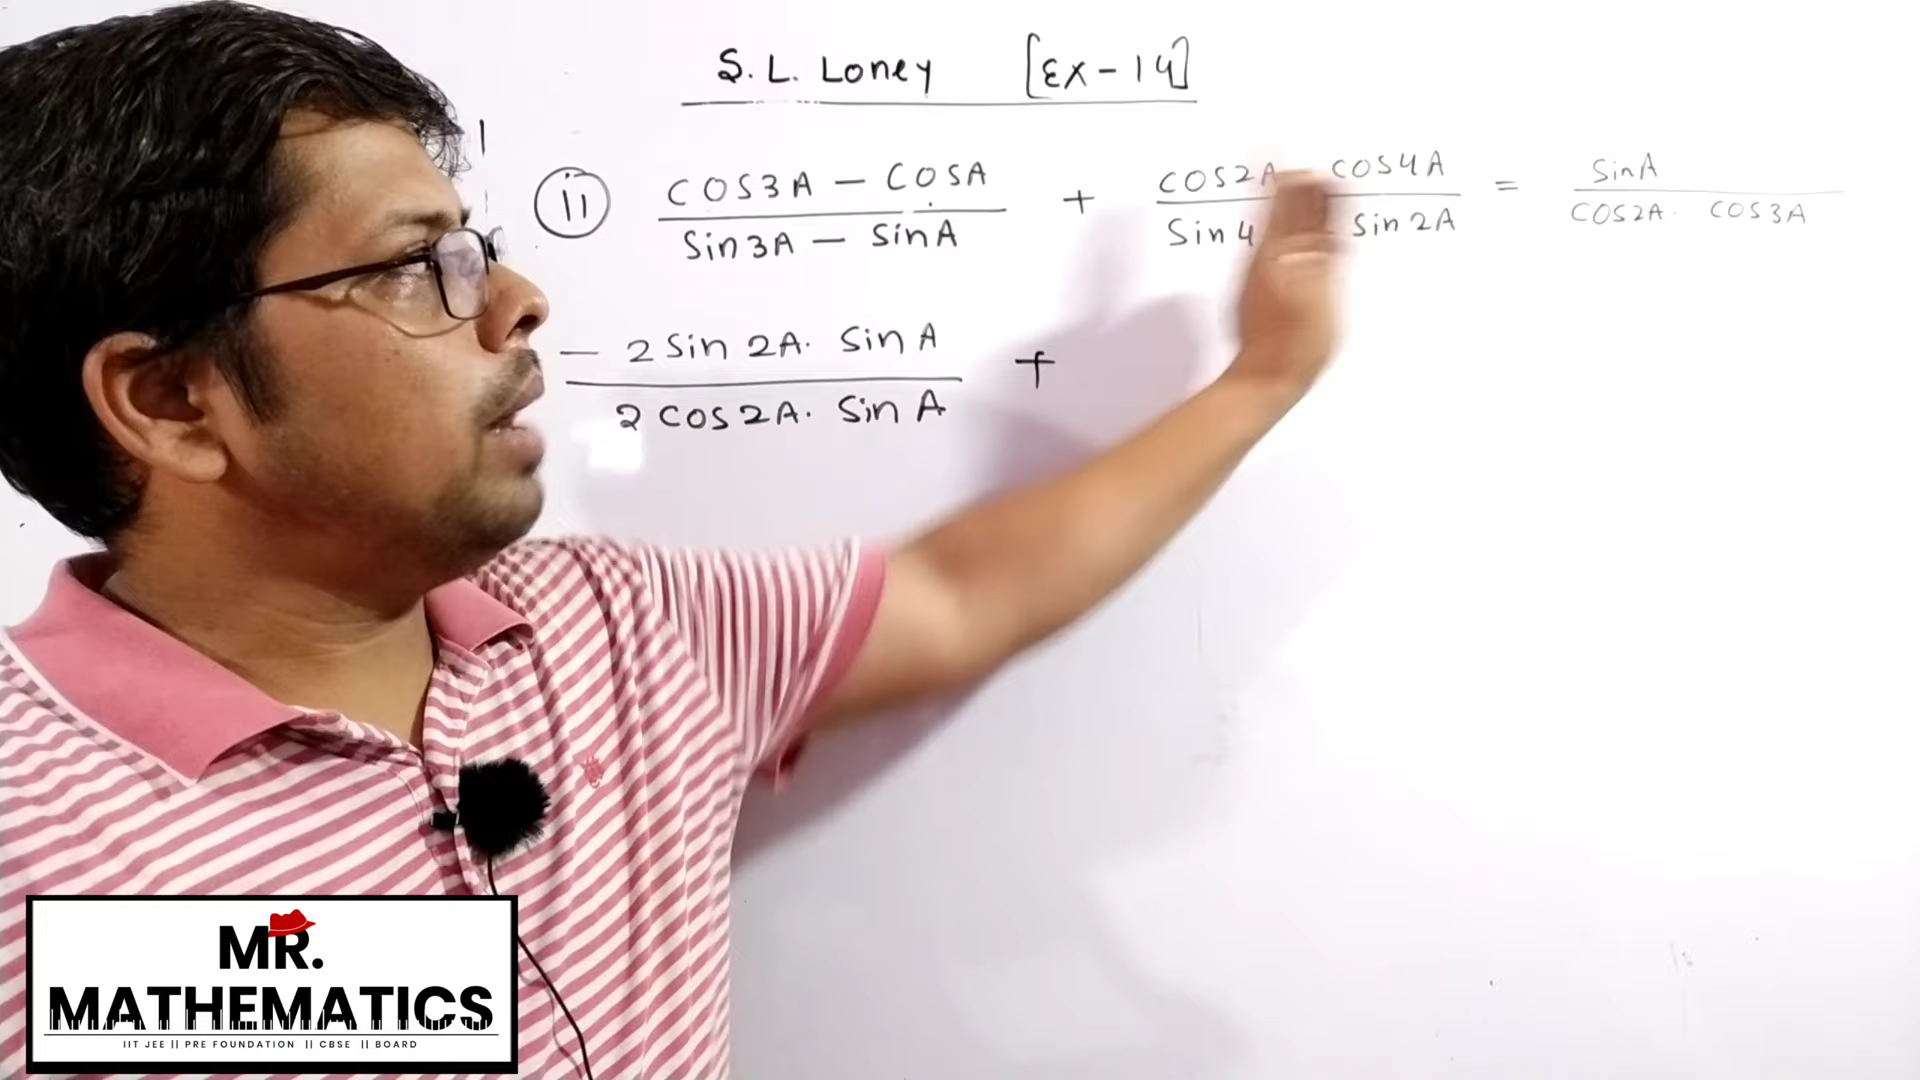 S. L. Loney [Ex-14]
11 COS3A - COSA + COS2A - COS4A = SinA
Sin3A - SinA Sin4 Sin2A COS2A. COS3A
- 2 Sin 2A. Sin A +
2 COS 2A. Sin A
MR.
MATHEMATICS
IIT JEE || PRE FOUNDATION || CBSE || BOARD